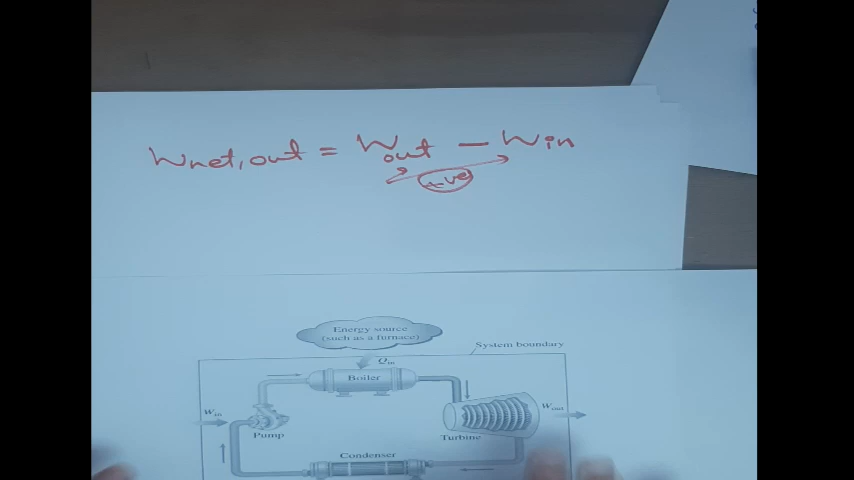 Wnet,out = Wout - Win
+ve
Energy source
(such as a furnace)
System boundary
Qin
Boiler
Win
Wout
Pump
Turbine
Condenser